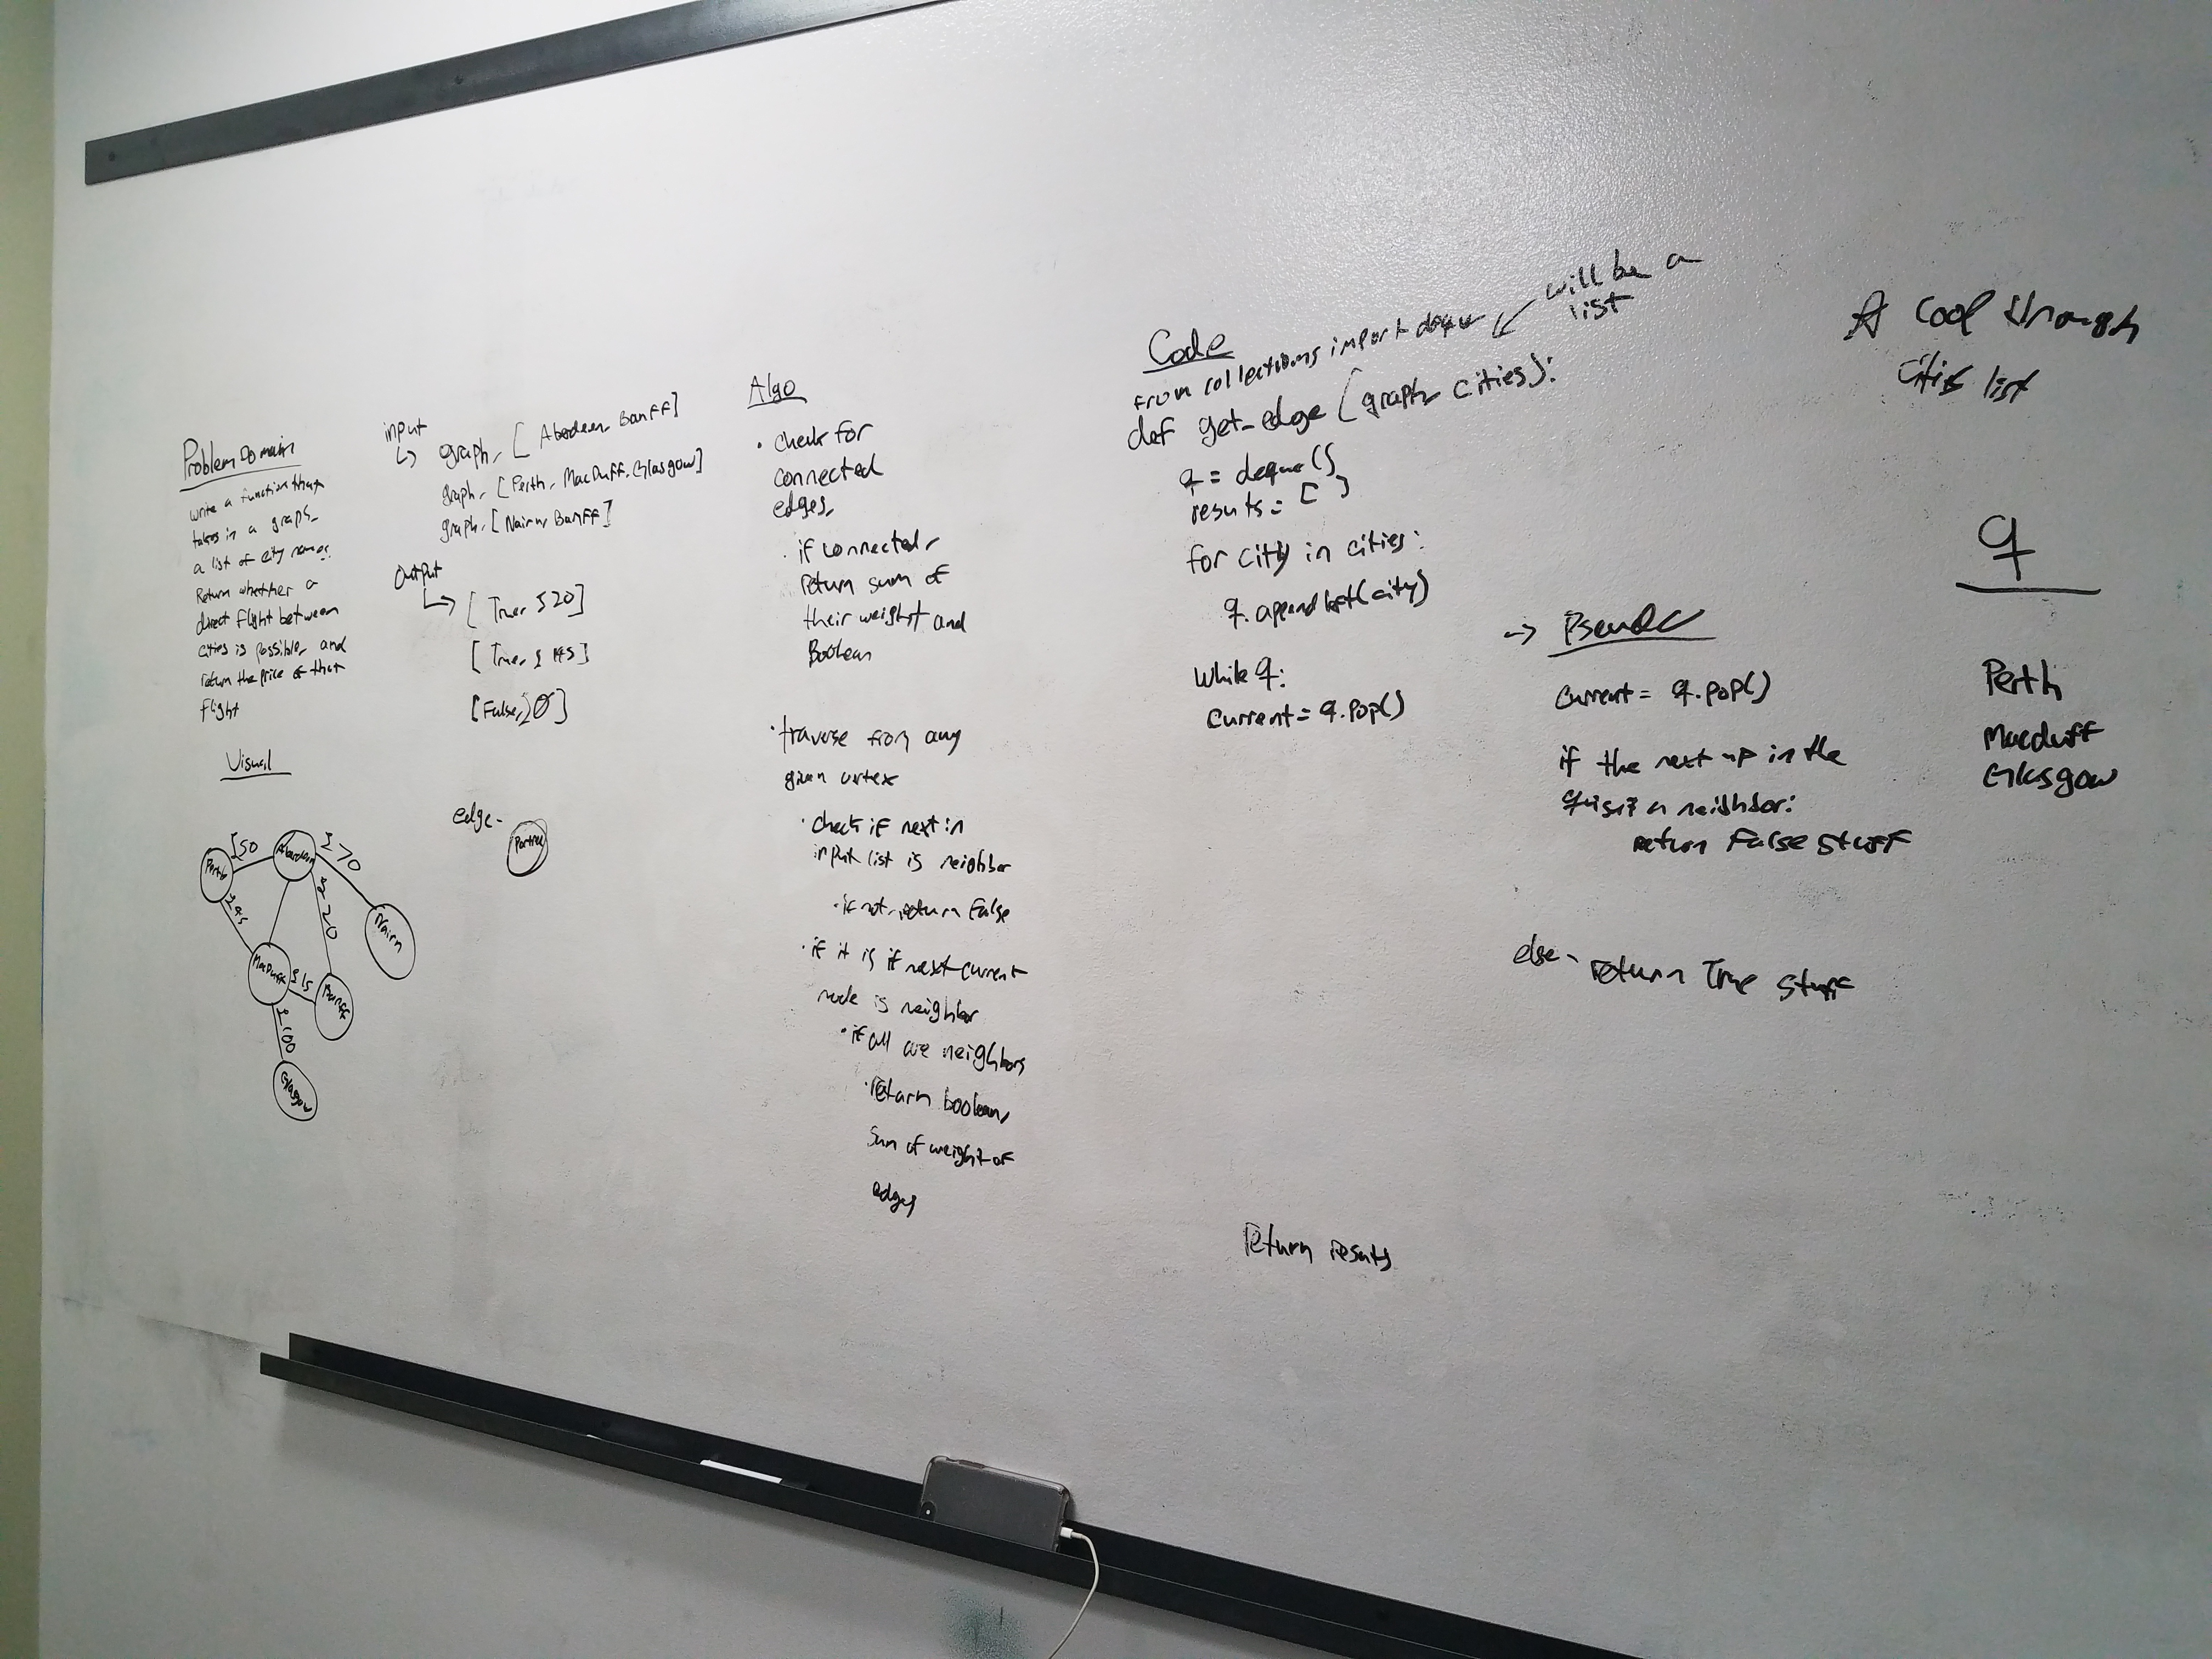 Problem Domain
write a function that
takes in a graph,
a list of city names.
Return whether a
direct flight between
cities is possible, and
return the price of that
flight
input
graph, [Aberdeen, Banff]
graph, [Perth, MacDuff, Glasgow]
graph, [Nairn, Banff]
Output
[True, $20]
[True, $145]
[False, $0]
Visual
Perth
$50
Aberdeen
$70
$45
$20
Nairn
MacDuff
$15
Banff
$100
Glasgow
edge-
Algo
• check for
connected
edges,
• if connected,
return sum of
their weight and
Boolean
• traverse from any
given vertex
• check if next in
input list is neighbor
• if not, return False
• if it is if next current
node is neighbor
• if all are neighbors
• return boolean,
sum of weight of
edges
Code
from collections import deque
will be a
list
def get_edge (graph, cities):
q = deque()
results = [ ]
for city in cities:
q.appendleft(city)
While q:
Current = q.pop()
return results
→ Pseudo
Current = q.pop()
if the next up in the
q isn't a neighbor:
return False stuff
else - return True stuff
cool through
cities list
q
Perth
Macduff
Glasgow